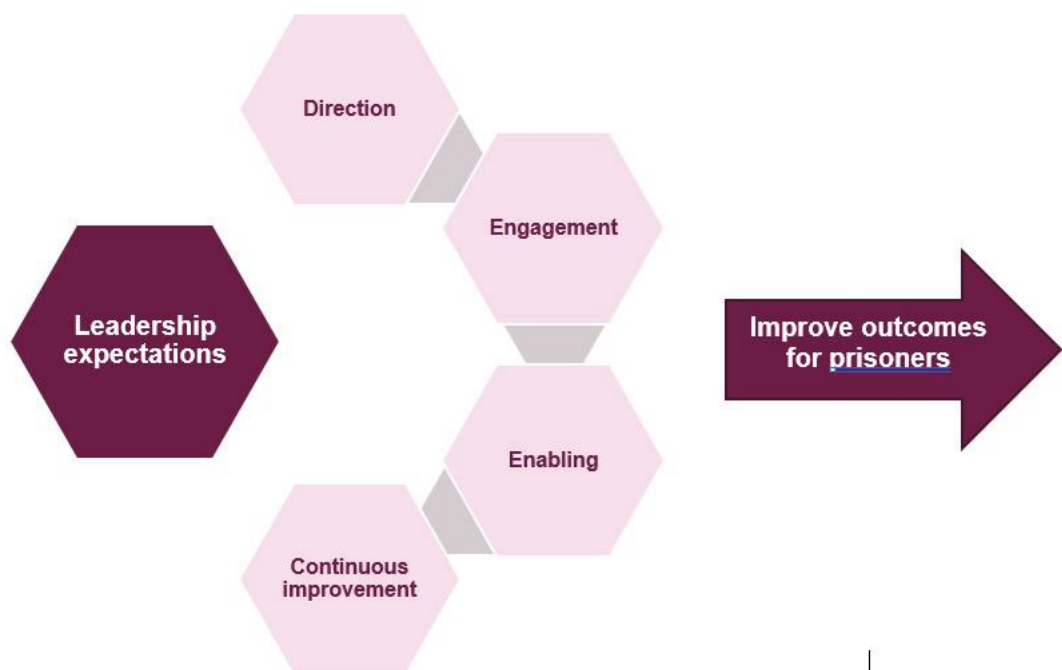 Direction
Engagement
Leadership
expectations
Improve outcomes
for prisoners
Enabling
Continuous
improvement